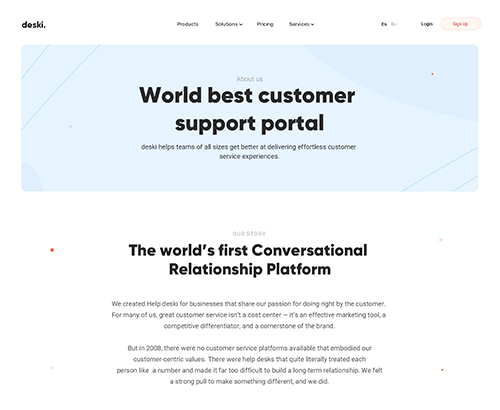 deski.
Products Solutions Pricing Services
En. Ru Login Sign Up
About us
World best customer
support portal
deski helps teams of all sizes get better at delivering effortless customer
service experiences.
OUR STORY
The world's first Conversational
Relationship Platform
We created Help deski for businesses that share our passion for doing right by the customer.
For many of us, great customer service isn't a cost center — it's an effective marketing tool, a
competitive differentiator, and a cornerstone of the brand.
But in 2008, there were no customer service platforms available that embodied our
customer-centric values. There were help desks that quite literally treated each
person like a number and made it far too difficult to build a long-term relationship. We felt
a strong pull to make something different, and we did.